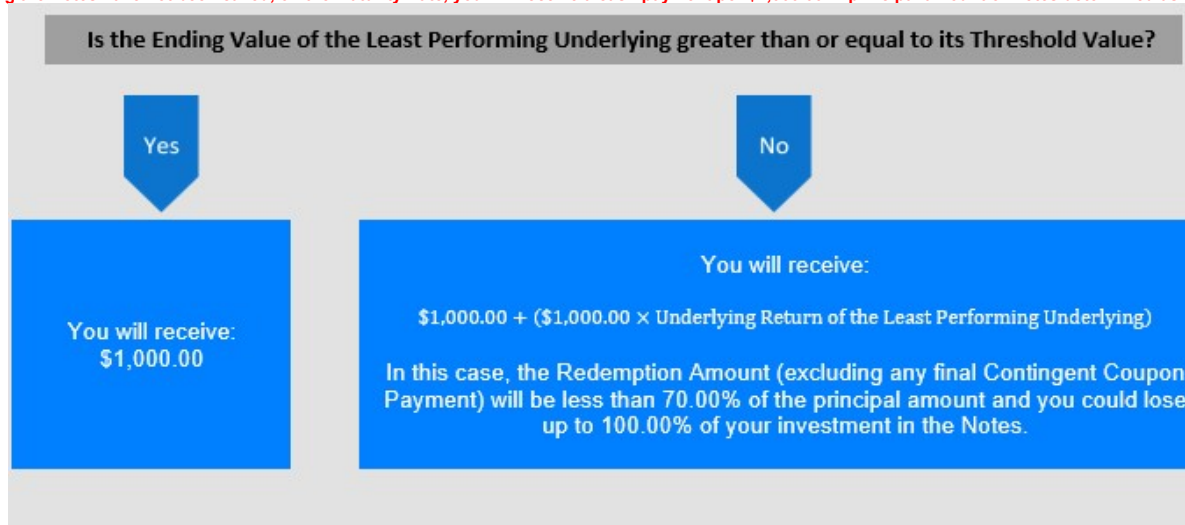 Is the Ending Value of the Least Performing Underlying greater than or equal to its Threshold Value?
Yes
No
You will receive:
$1,000.00
You will receive:
$1,000.00 + ($1,000.00 × Underlying Return of the Least Performing Underlying)
In this case, the Redemption Amount (excluding any final Contingent Coupon
Payment) will be less than 70.00% of the principal amount and you could lose
up to 100.00% of your investment in the Notes.